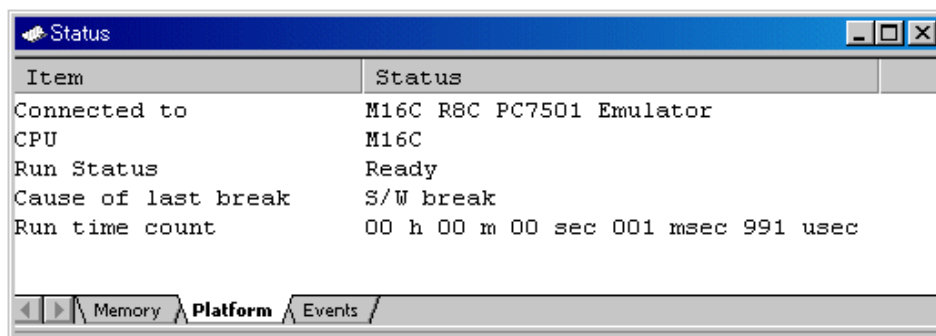 Status
Item Status
Connected to M16C R8C PC7501 Emulator
CPU M16C
Run Status Ready
Cause of last break S/W break
Run time count 00 h 00 m 00 sec 001 msec 991 usec
Memory Platform Events